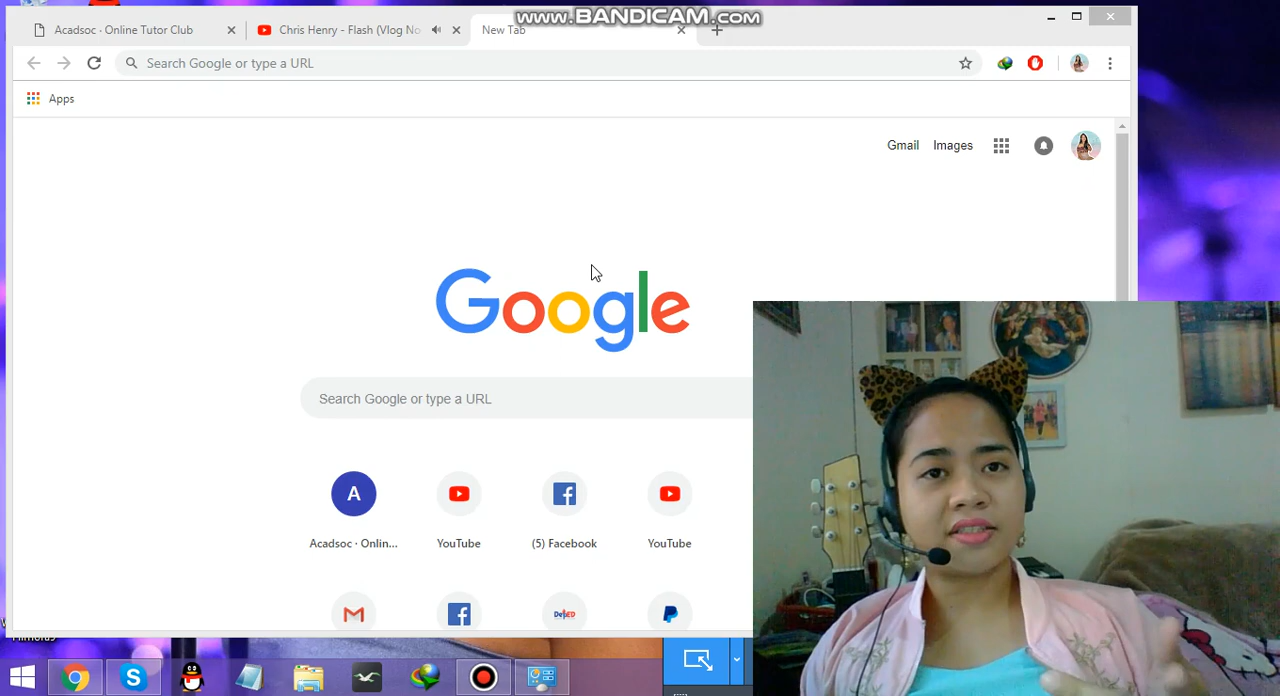 www.BANDICAM.com
Acadsoc · Online Tutor Club
Chris Henry - Flash (Vlog No
New Tab
Search Google or type a URL
Apps
Gmail
Images
Google
Search Google or type a URL
A
Acadsoc · Onlin...
YouTube
(5) Facebook
YouTube